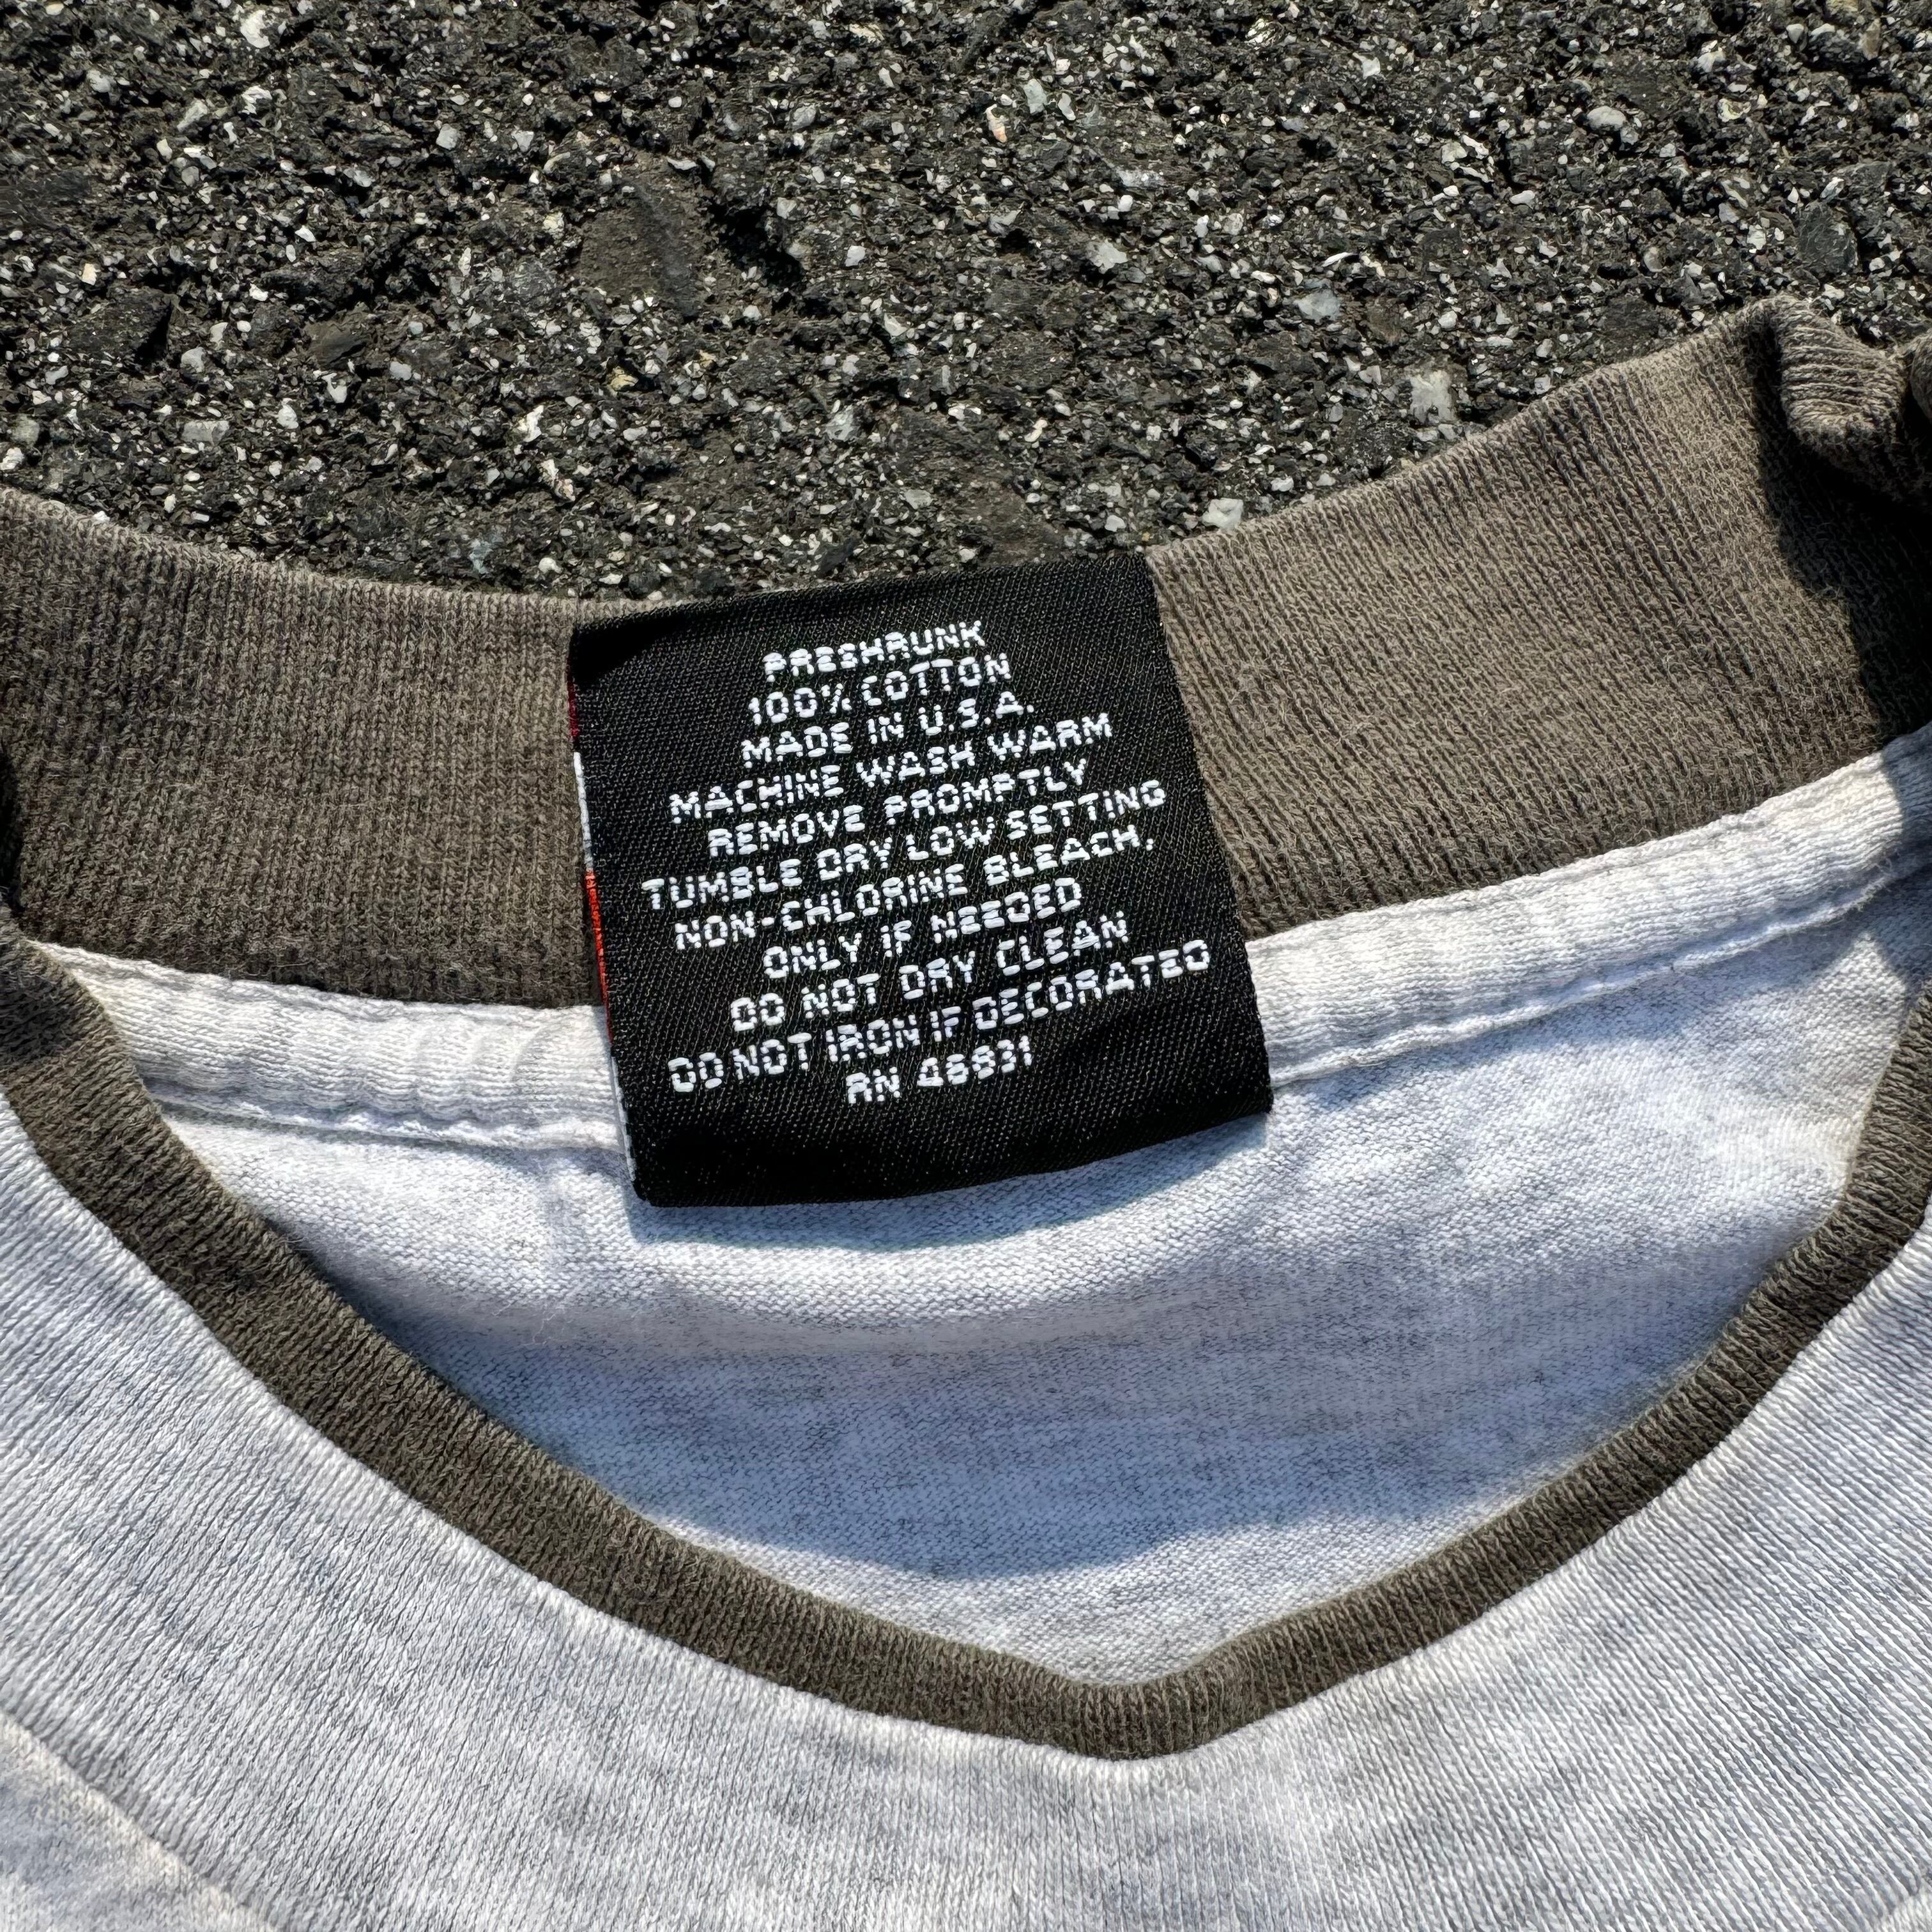 PRESHRUNK
100% COTTON
MADE IN U.S.A.
MACHINE WASH WARM
REMOVE PROMPTLY
TUMBLE DRY LOW SETTING
NON-CHLORINE BLEACH,
ONLY IF NEEDED
DO NOT DRY CLEAN
DO NOT IRON IF DECORATED
RN 46831